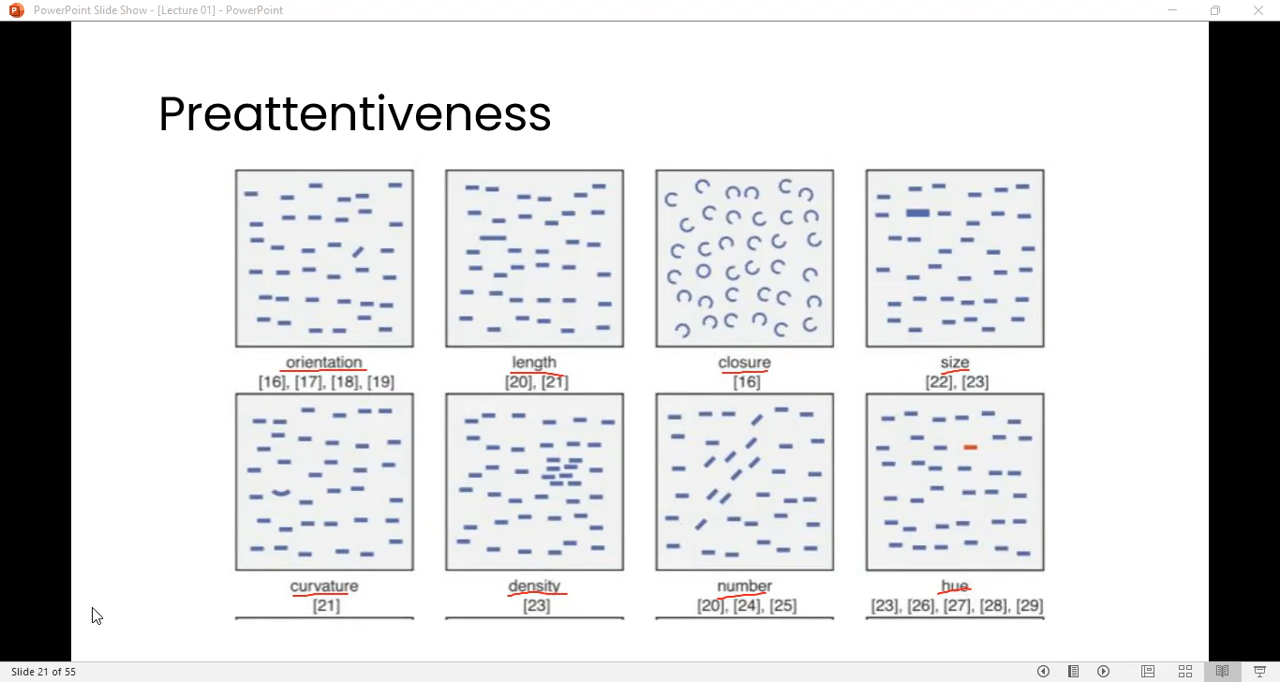 PowerPoint Slide Show - [Lecture 01] - PowerPoint
Preattentiveness
orientation
[16], [17], [18], [19]
length
[20], [21]
closure
[16]
size
[22], [23]
curvature
[21]
density
[23]
number
[20], [24], [25]
hue
[23], [26], [27], [28], [29]
Slide 21 of 55